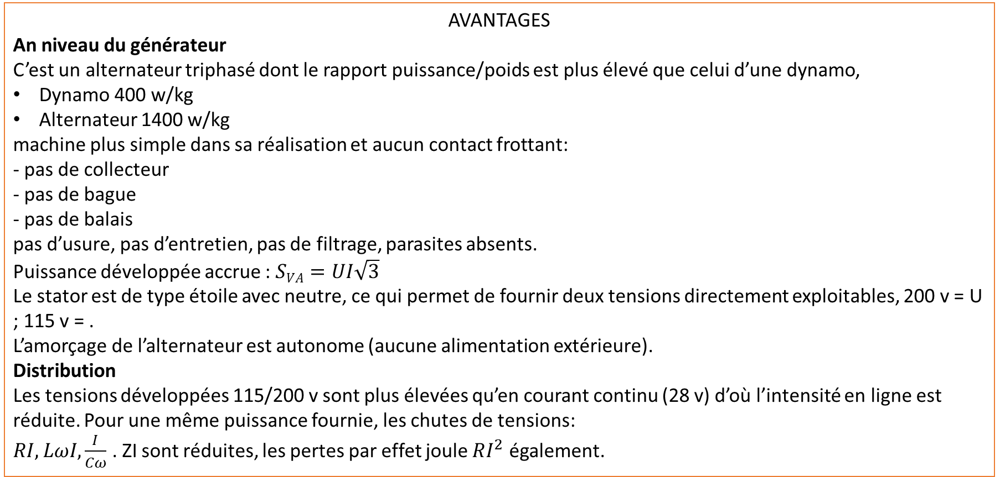 AVANTAGES
An niveau du générateur
C’est un alternateur triphasé dont le rapport puissance/poids est plus élevé que celui d’une dynamo,
• Dynamo 400 w/kg
• Alternateur 1400 w/kg
machine plus simple dans sa réalisation et aucun contact frottant:
- pas de collecteur
- pas de bague
- pas de balais
pas d’usure, pas d’entretien, pas de filtrage, parasites absents.
Puissance développée accrue : $S_{VA} = UI\sqrt{3}$
Le stator est de type étoile avec neutre, ce qui permet de fournir deux tensions directement exploitables, 200 v = U
; 115 v = .
L’amorçage de l’alternateur est autonome (aucune alimentation extérieure).
Distribution
Les tensions développées 115/200 v sont plus élevées qu’en courant continu (28 v) d’où l’intensité en ligne est
réduite. Pour une même puissance fournie, les chutes de tensions:
$RI, L\omega I, \frac{I}{C\omega}$ . ZI sont réduites, les pertes par effet joule $RI^2$ également.